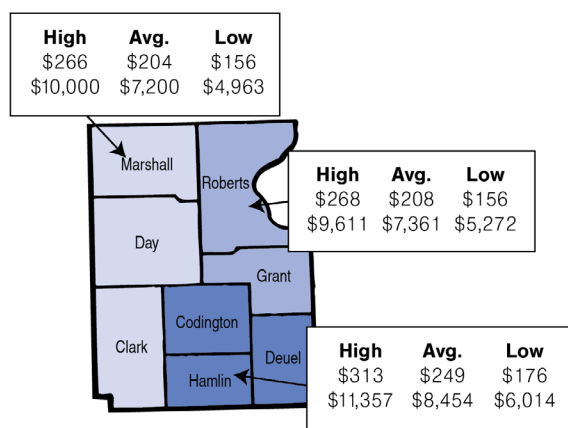 High Avg. Low
$266 $204 $156
$10,000 $7,200 $4,963
Marshall
Roberts
High Avg. Low
$268 $208 $156
$9,611 $7,361 $5,272
Day
Grant
Codington
Clark
Deuel
Hamlin
High Avg. Low
$313 $249 $176
$11,357 $8,454 $6,014